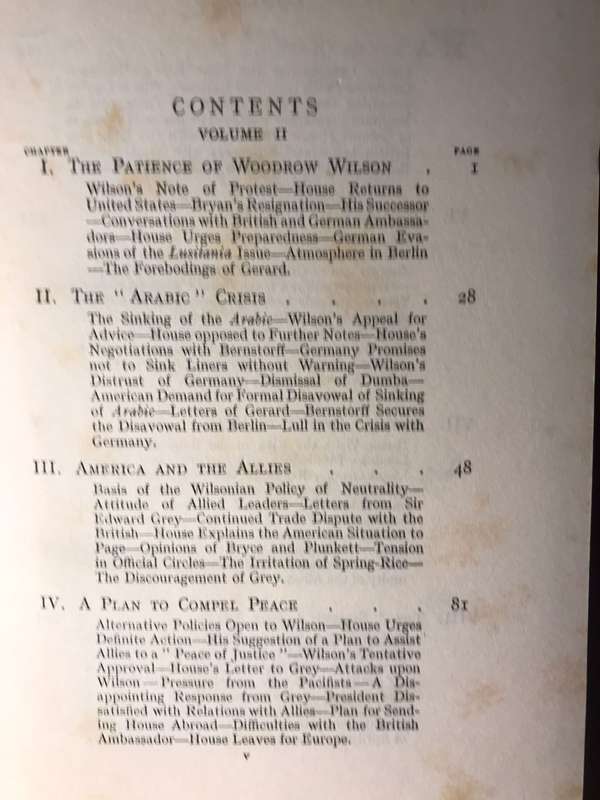 CONTENTS
VOLUME II
CHAPTER PAGE
I. THE PATIENCE OF WOODROW WILSON . 1
Wilson's Note of Protest—House Returns to
United States—Bryan's Resignation—His Successor
—Conversations with British and German Ambassa-
dors—House Urges Preparedness—German Eva-
sions of the Lusitania Issue—Atmosphere in Berlin
—The Forebodings of Gerard.
II. THE "ARABIC" CRISIS . . . . 28
The Sinking of the Arabic—Wilson's Appeal for
Advice—House opposed to Further Notes—House's
Negotiations with Bernstorff—Germany Promises
not to Sink Liners without Warning—Wilson's
Distrust of Germany—Dismissal of Dumba—
American Demand for Formal Disavowal of Sinking
of Arabic—Letters of Gerard—Bernstorff Secures
the Disavowal from Berlin—Lull in the Crisis with
Germany.
III. AMERICA AND THE ALLIES . . . 48
Basis of the Wilsonian Policy of Neutrality—
Attitude of Allied Leaders—Letters from Sir
Edward Grey—Continued Trade Dispute with the
British—House Explains the American Situation to
Page—Opinions of Bryce and Plunkett—Tension
in Official Circles—The Irritation of Spring-Rice—
The Discouragement of Grey.
IV. A PLAN TO COMPEL PEACE . . . 81
Alternative Policies Open to Wilson—House Urges
Definite Action—His Suggestion of a Plan to Assist
Allies to a "Peace of Justice"—Wilson's Tentative
Approval—House's Letter to Grey—Attacks upon
Wilson—Pressure from the Pacifists—A Dis-
appointing Response from Grey—President Dis-
satisfied with Relations with Allies—Plan for Send-
ing House Abroad—Difficulties with the British
Ambassador—House Leaves for Europe.
v